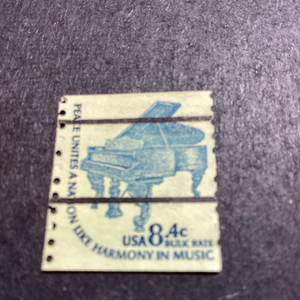 PEACE UNITES A NATION LIKE HARMONY IN MUSIC
USA 8.4c
BULK RATE